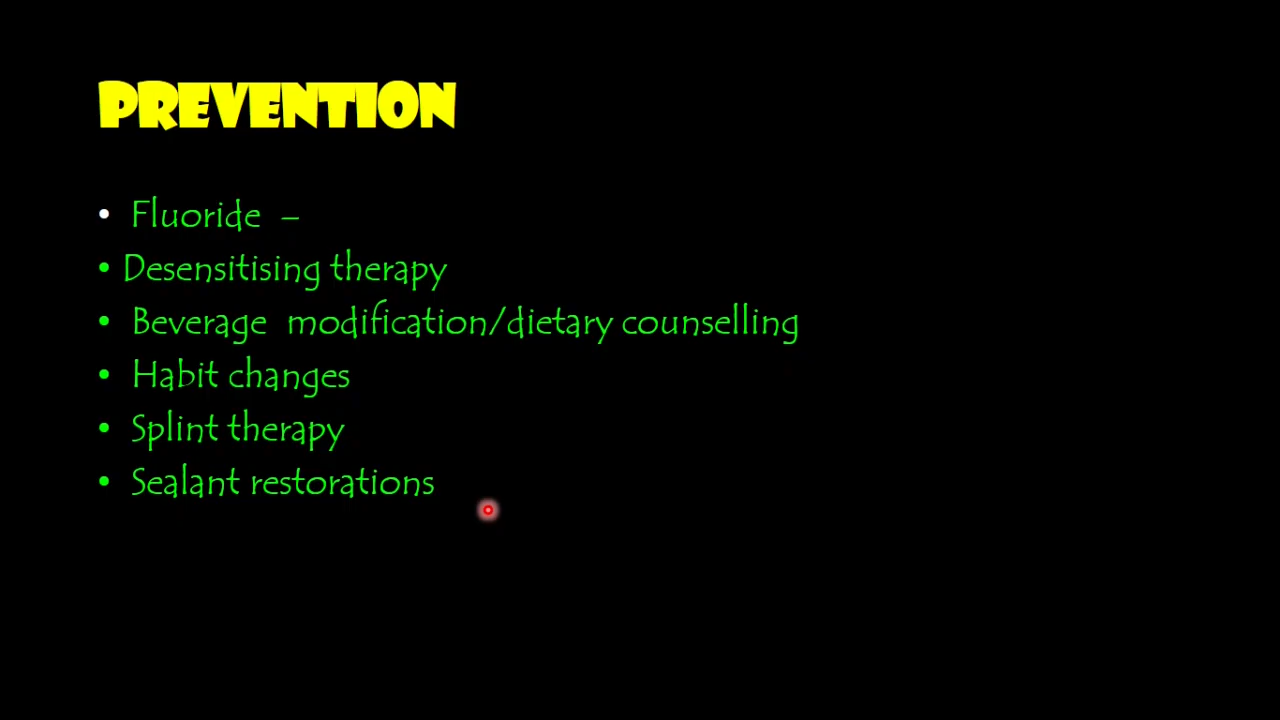 PREVENTION
• Fluoride –
• Desensitising therapy
• Beverage modification/dietary counselling
• Habit changes
• Splint therapy
• Sealant restorations